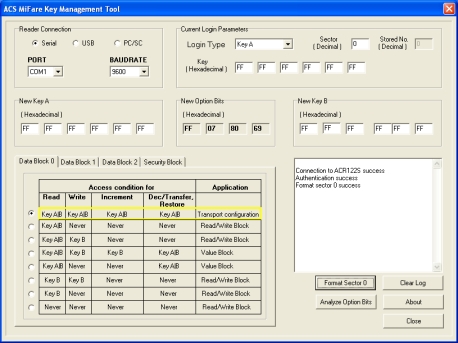 ACS MiFare Key Management Tool
Reader Connection
Serial USB PC/SC
PORT BAUDRATE
COM1 9600
Current Login Parameters
Login Type Key A Sector ( Decimal ) 0 Stored No. ( Decimal ) 0
Key ( Hexadecimal ) FF FF FF FF FF FF
New Key A
( Hexadecimal )
FF FF FF FF FF FF
New Option Bits
( Hexadecimal )
FF 07 80 69
New Key B
( Hexadecimal )
FF FF FF FF FF FF
Data Block 0 Data Block 1 Data Block 2 Security Block
Access condition for Application
Read Write Increment Dec/Transfer, Restore
Key A|B Key A|B Key A|B Key A|B Transport configuration
Key A|B Never Never Never Read/Write Block
Key A|B Key B Never Never Read/Write Block
Key A|B Key B Key B Key A|B Value Block
Key A|B Never Never Key A|B Value Block
Key B Key B Never Never Read/Write Block
Key B Never Never Never Read/Write Block
Never Never Never Never Read/Write Block
Connection to ACR122S success
Authentication success
Format sector 0 success
Format Sector 0 Clear Log
Analyze Option Bits About
Close